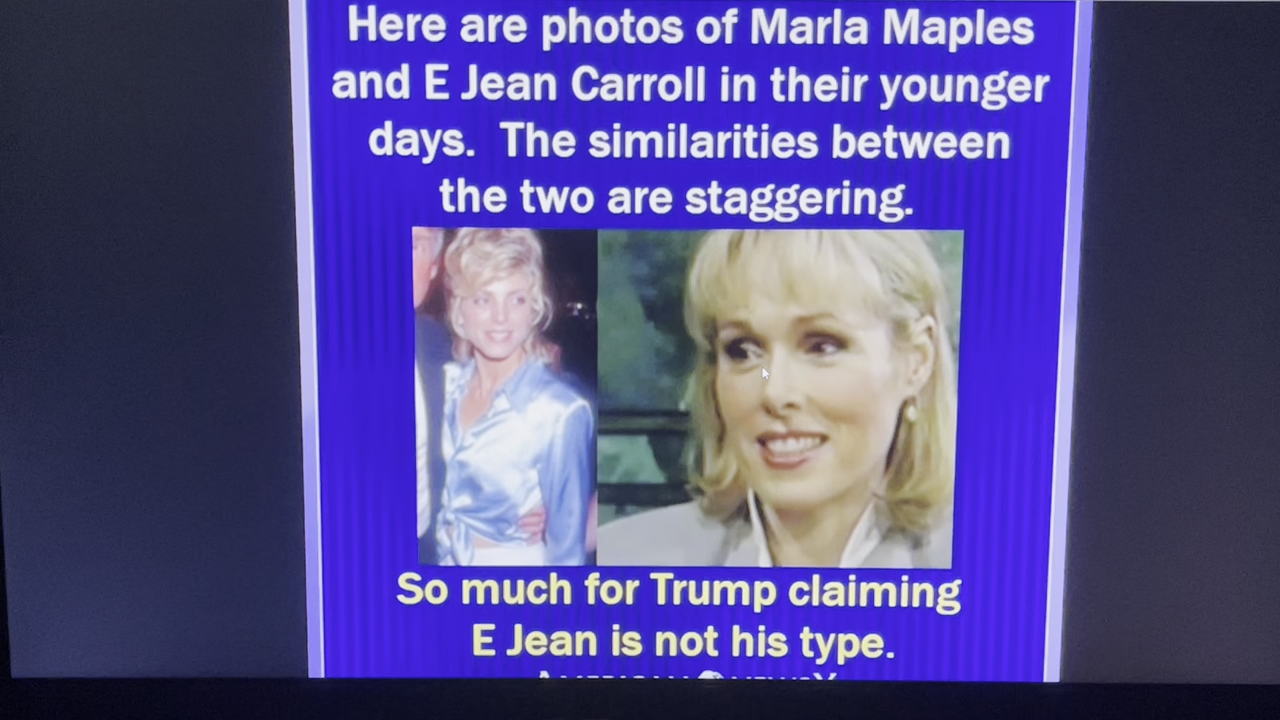 Here are photos of Marla Maples
and E Jean Carroll in their younger
days. The similarities between
the two are staggering.
So much for Trump claiming
E Jean is not his type.